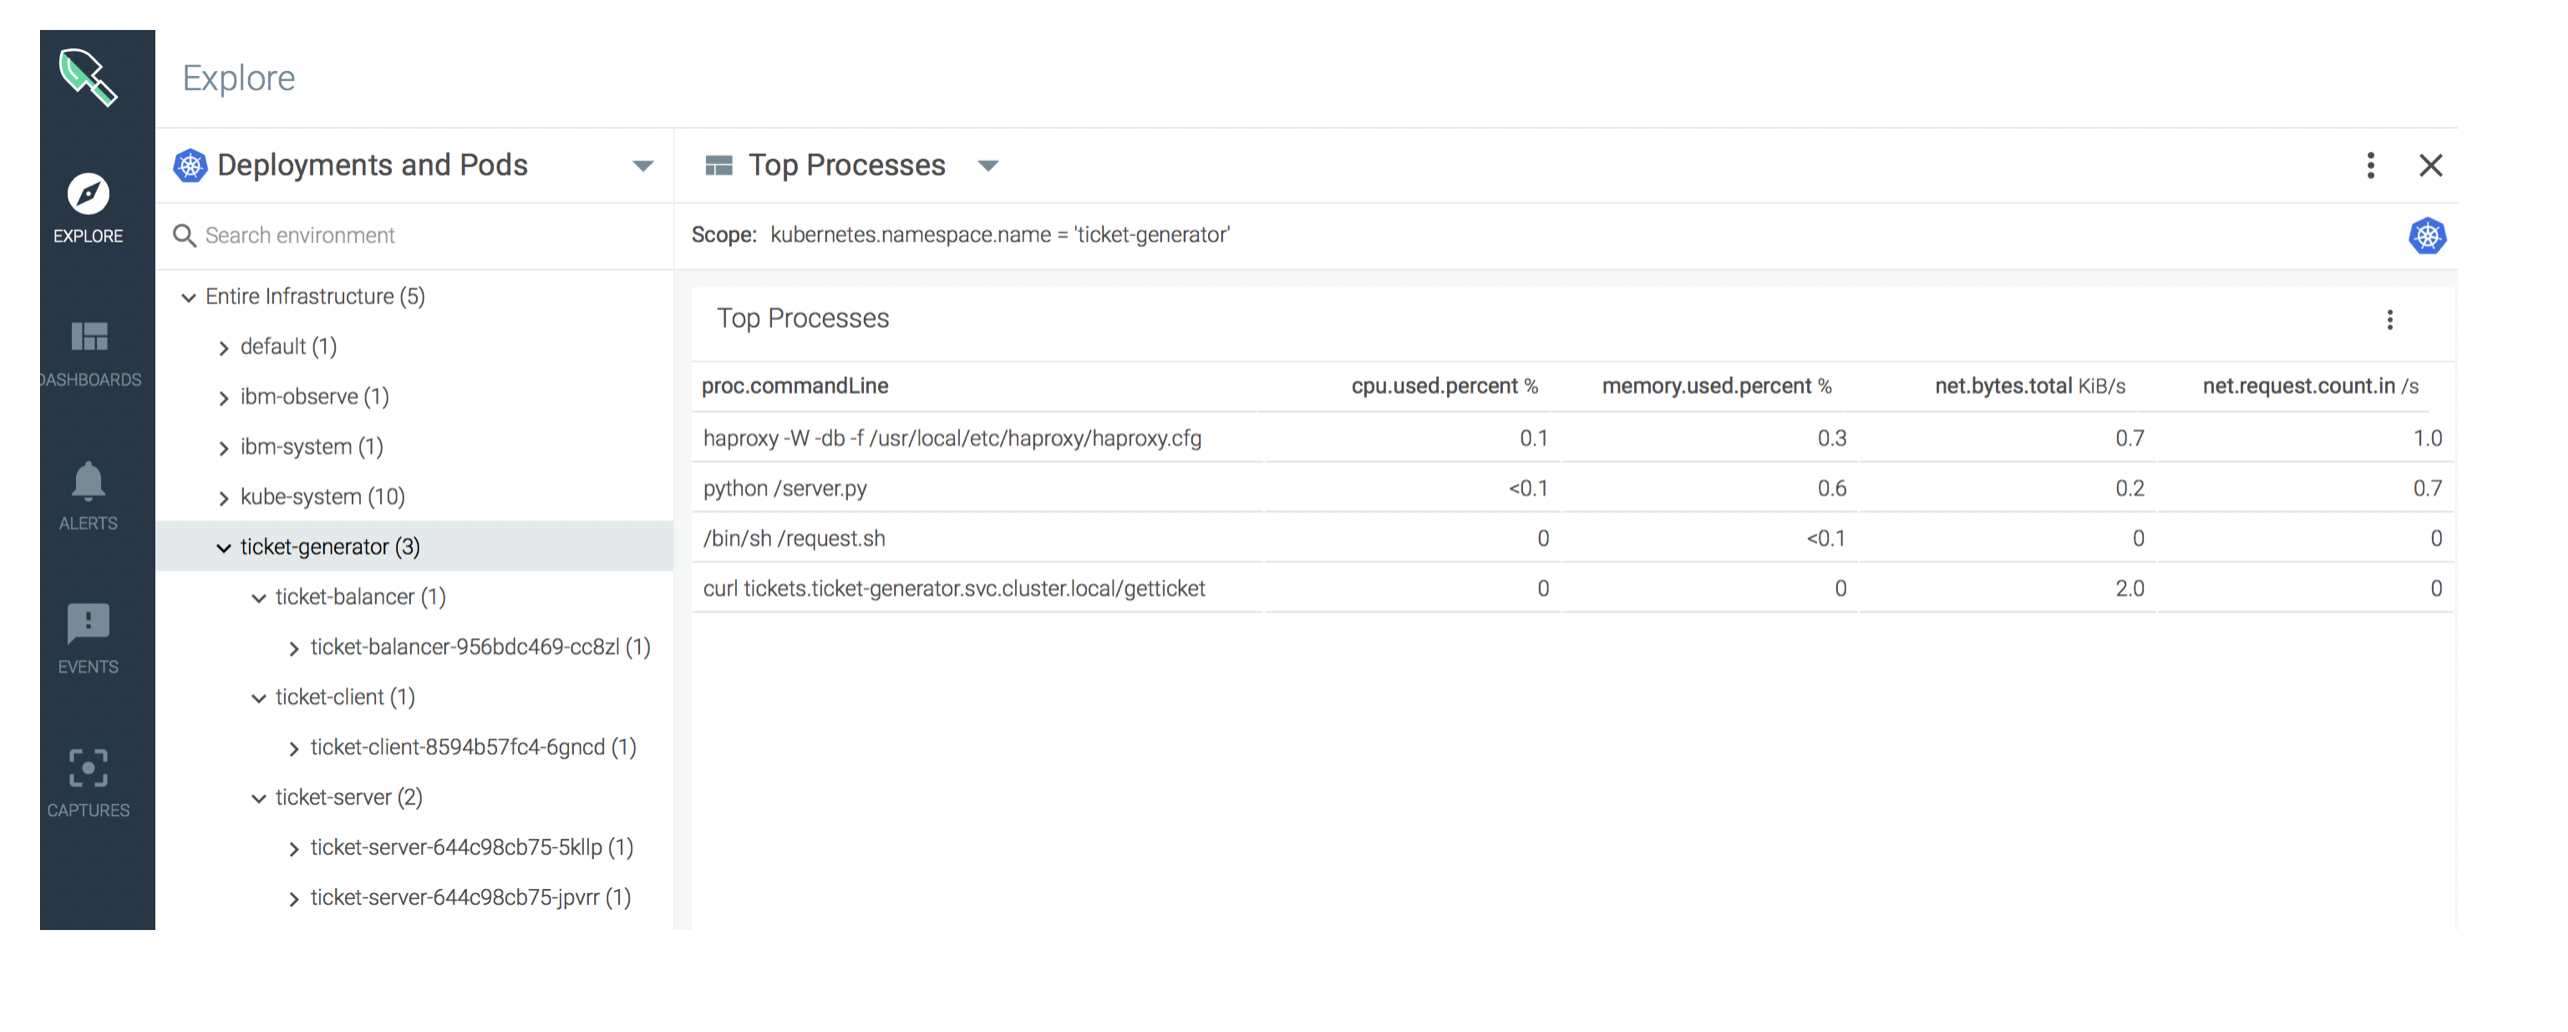 Explore
EXPLORE
DASHBOARDS
ALERTS
EVENTS
CAPTURES
Deployments and Pods
Search environment
Entire Infrastructure (5)
default (1)
ibm-observe (1)
ibm-system (1)
kube-system (10)
ticket-generator (3)
ticket-balancer (1)
ticket-balancer-956bdc469-cc8zl (1)
ticket-client (1)
ticket-client-8594b57fc4-6gncd (1)
ticket-server (2)
ticket-server-644c98cb75-5kllp (1)
ticket-server-644c98cb75-jpvrr (1)
Top Processes
Scope: kubernetes.namespace.name = 'ticket-generator'
Top Processes
proc.commandLine cpu.used.percent % memory.used.percent % net.bytes.total KiB/s net.request.count.in /s
haproxy -W -db -f /usr/local/etc/haproxy/haproxy.cfg 0.1 0.3 0.7 1.0
python /server.py <0.1 0.6 0.2 0.7
/bin/sh /request.sh 0 <0.1 0 0
curl tickets.ticket-generator.svc.cluster.local/getticket 0 0 2.0 0